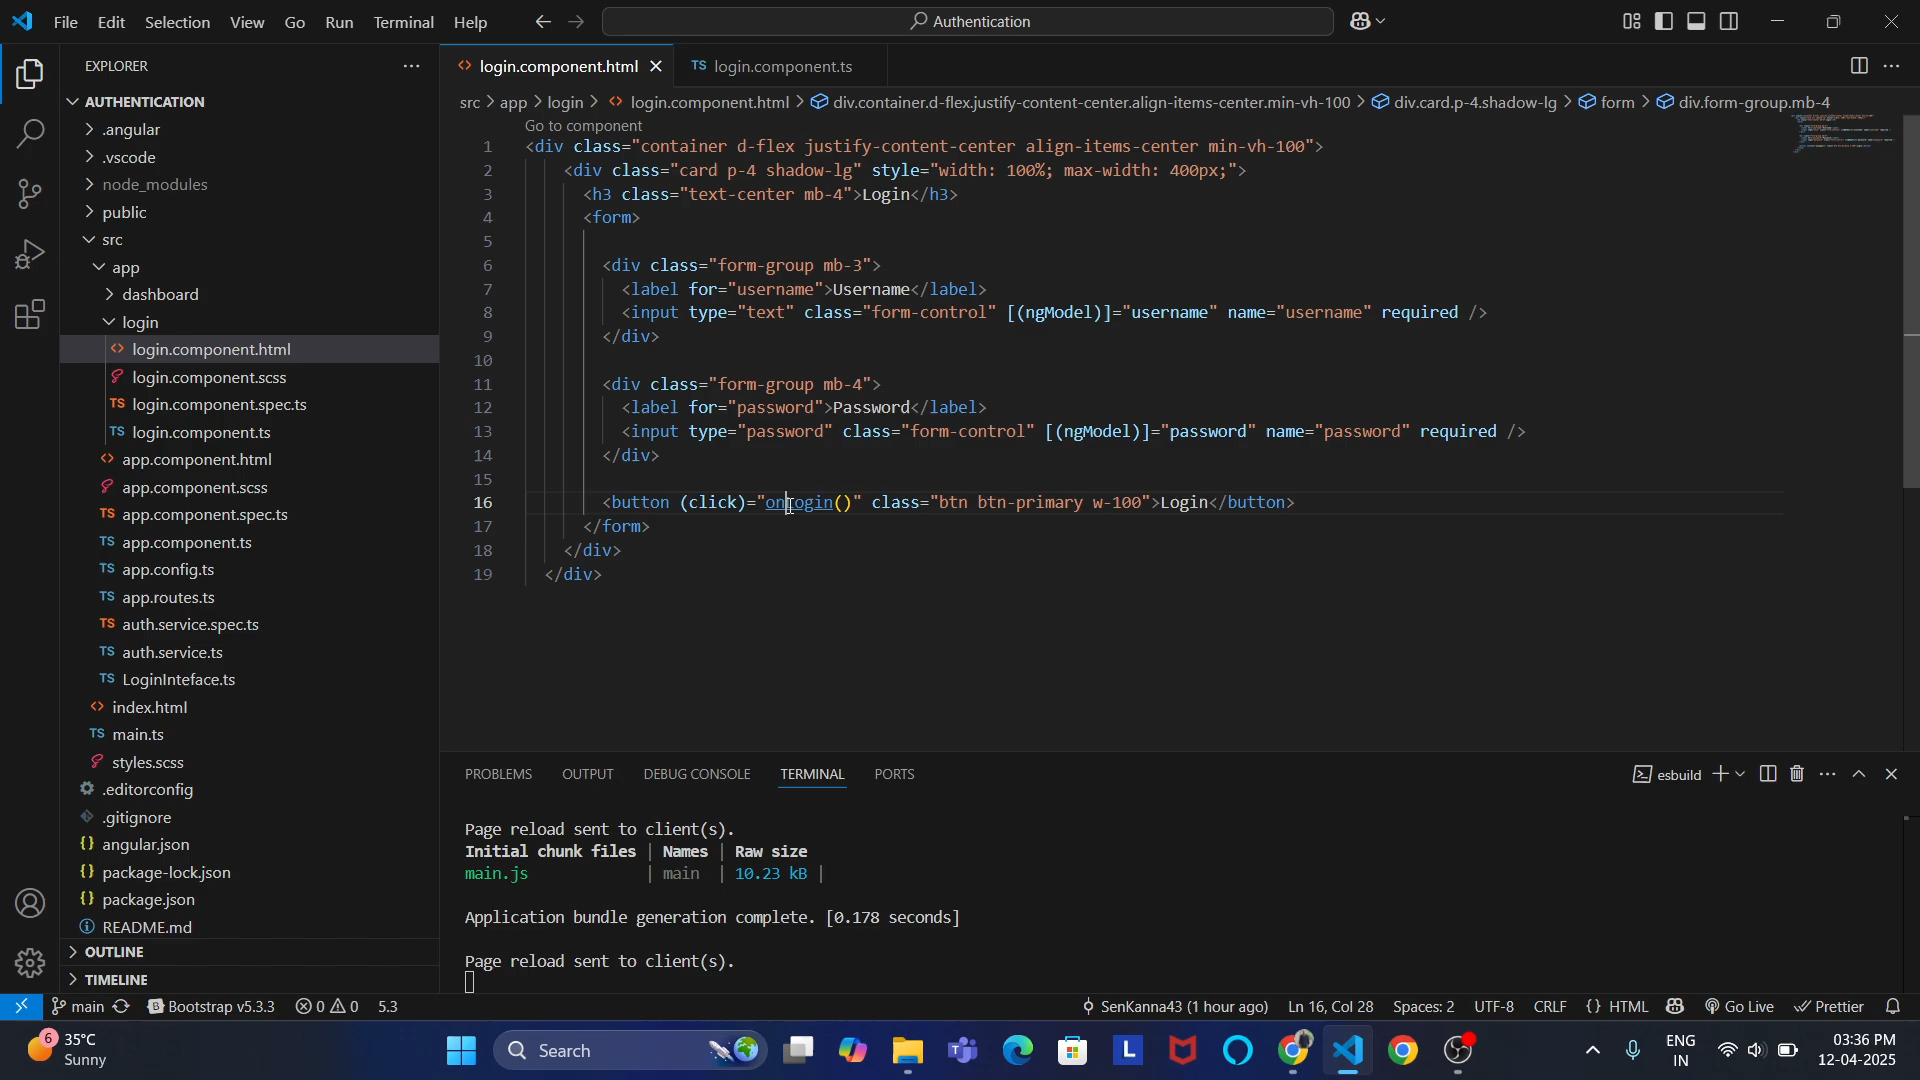 File Edit Selection View Go Run Terminal Help
Authentication
EXPLORER
AUTHENTICATION
.angular
.vscode
node_modules
public
src
app
dashboard
login
login.component.html
login.component.scss
TS login.component.spec.ts
TS login.component.ts
app.component.html
app.component.scss
TS app.component.spec.ts
TS app.component.ts
TS app.config.ts
TS app.routes.ts
TS auth.service.spec.ts
TS auth.service.ts
TS LoginInteface.ts
index.html
TS main.ts
styles.scss
.editorconfig
.gitignore
{} angular.json
{} package-lock.json
{} package.json
README.md
OUTLINE
TIMELINE
login.component.html
TS login.component.ts
src > app > login > login.component.html > div.container.d-flex.justify-content-center.align-items-center.min-vh-100 > div.card.p-4.shadow-lg > form > div.form-group.mb-4
Go to component
1 <div class="container d-flex justify-content-center align-items-center min-vh-100">
2 <div class="card p-4 shadow-lg" style="width: 100%; max-width: 400px;">
3 <h3 class="text-center mb-4">Login</h3>
4 <form>
5
6 <div class="form-group mb-3">
7 <label for="username">Username</label>
8 <input type="text" class="form-control" [(ngModel)]="username" name="username" required />
9 </div>
10
11 <div class="form-group mb-4">
12 <label for="password">Password</label>
13 <input type="password" class="form-control" [(ngModel)]="password" name="password" required />
14 </div>
15
16 <button (click)="onLogin()" class="btn btn-primary w-100">Login</button>
17 </form>
18 </div>
19 </div>
PROBLEMS OUTPUT DEBUG CONSOLE TERMINAL PORTS
esbuild
Page reload sent to client(s).
Initial chunk files | Names | Raw size
main.js | main | 10.23 kB |
Application bundle generation complete. [0.178 seconds]
Page reload sent to client(s).
main Bootstrap v5.3.3 0 0 5.3
SenKanna43 (1 hour ago) Ln 16, Col 28 Spaces: 2 UTF-8 CRLF {} HTML Go Live Prettier
6
35°C
Sunny
Search
L
ENG
IN
03:36 PM
12-04-2025